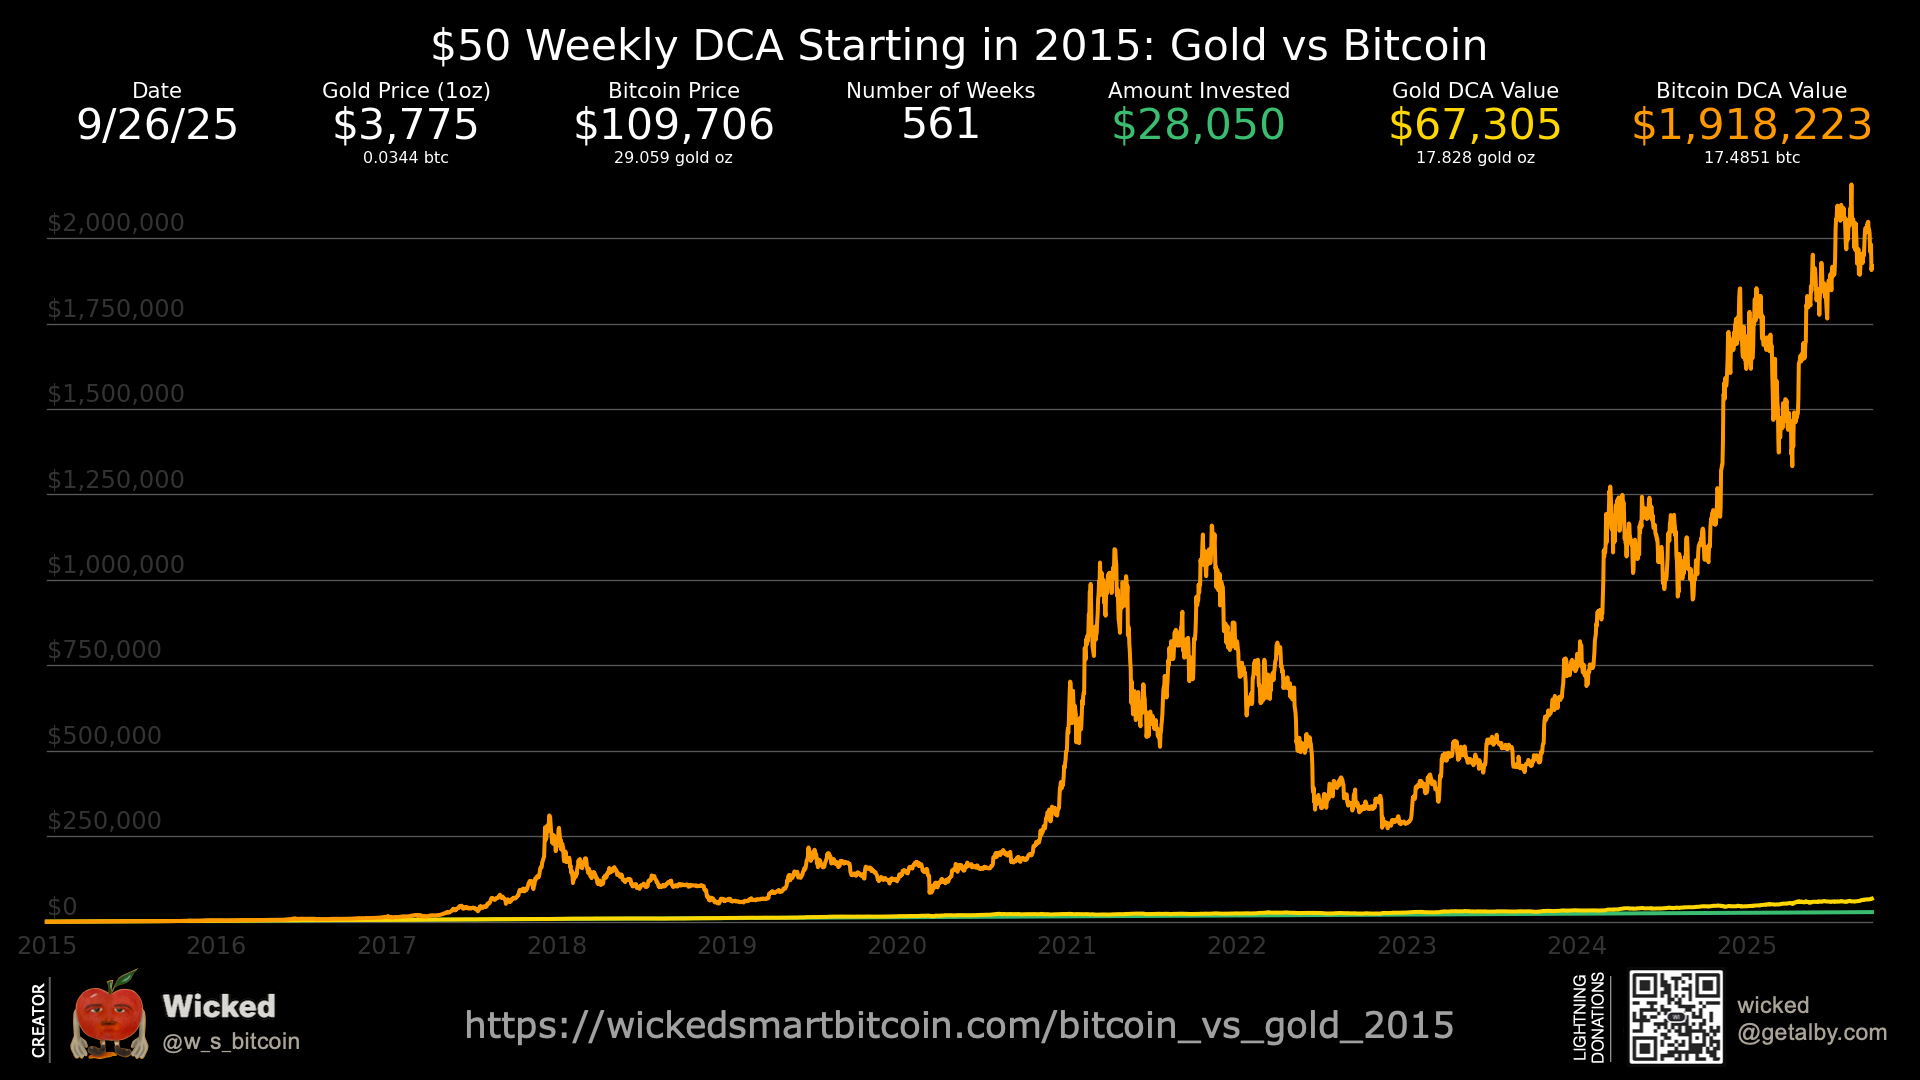 $50 Weekly DCA Starting in 2015: Gold vs Bitcoin
Date
9/26/25
Gold Price (1oz)
$3,775
0.0344 btc
Bitcoin Price
$109,706
29.059 gold oz
Number of Weeks
561
Amount Invested
$28,050
Gold DCA Value
$67,305
17.828 gold oz
Bitcoin DCA Value
$1,918,223
17.4851 btc
$2,000,000
$1,750,000
$1,500,000
$1,250,000
$1,000,000
$750,000
$500,000
$250,000
$0
2015 2016 2017 2018 2019 2020 2021 2022 2023 2024 2025
CREATOR
Wicked
@w_s_bitcoin
https://wickedsmartbitcoin.com/bitcoin_vs_gold_2015
LIGHTNING
DONATIONS
wicked
@getalby.com